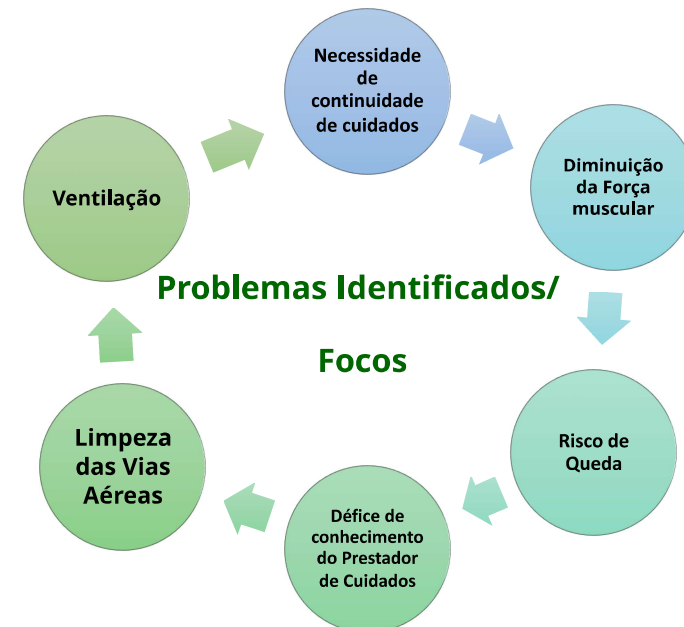 Necessidade
de
continuidade
de cuidados
Diminuição
da Força
muscular
Risco de
Queda
Défice de
conhecimento
do Prestador
de Cuidados
Limpeza
das Vias
Aéreas
Ventilação
Problemas Identificados/
Focos